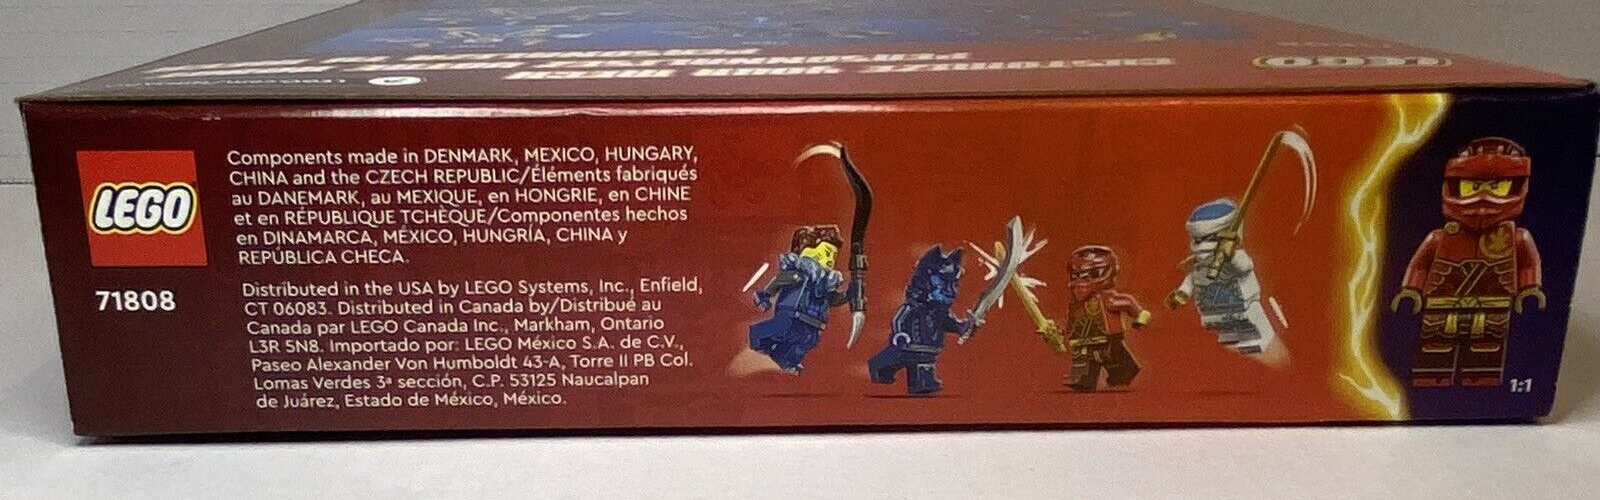 CUSTOMIZE YOUR MECH
LEGO
LEGO
71808
Components made in DENMARK, MEXICO, HUNGARY,
CHINA and the CZECH REPUBLIC/Éléments fabriqués
au DANEMARK, au MEXIQUE, en HONGRIE, en CHINE
et en RÉPUBLIQUE TCHÈQUE/Componentes hechos
en DINAMARCA, MÉXICO, HUNGRÍA, CHINA y
REPÚBLICA CHECA.
Distributed in the USA by LEGO Systems, Inc., Enfield,
CT 06083. Distributed in Canada by/Distribué au
Canada par LEGO Canada Inc., Markham, Ontario
L3R 5N8. Importado por: LEGO México S.A. de C.V.,
Paseo Alexander Von Humboldt 43-A, Torre II PB Col.
Lomas Verdes 3ª sección, C.P. 53125 Naucalpan
de Juárez, Estado de México, México.
1:1